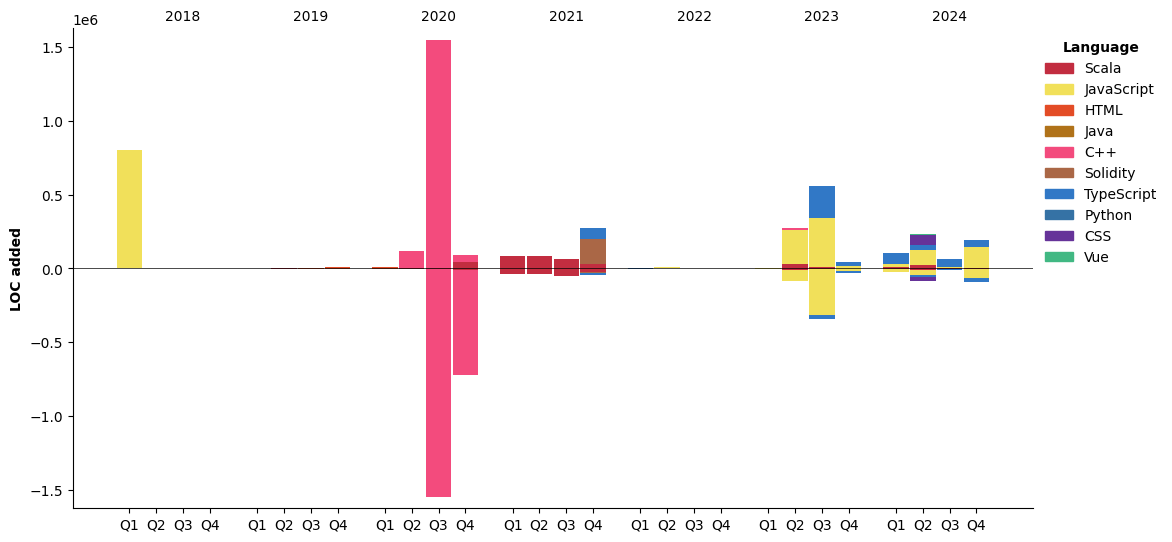 2018 2019 2020 2021 2022 2023 2024
1e6
1.5
1.0
0.5
0.0
−0.5
−1.0
−1.5
LOC added
Q1 Q2 Q3 Q4 Q1 Q2 Q3 Q4 Q1 Q2 Q3 Q4 Q1 Q2 Q3 Q4 Q1 Q2 Q3 Q4 Q1 Q2 Q3 Q4 Q1 Q2 Q3 Q4
Language
Scala
JavaScript
HTML
Java
C++
Solidity
TypeScript
Python
CSS
Vue